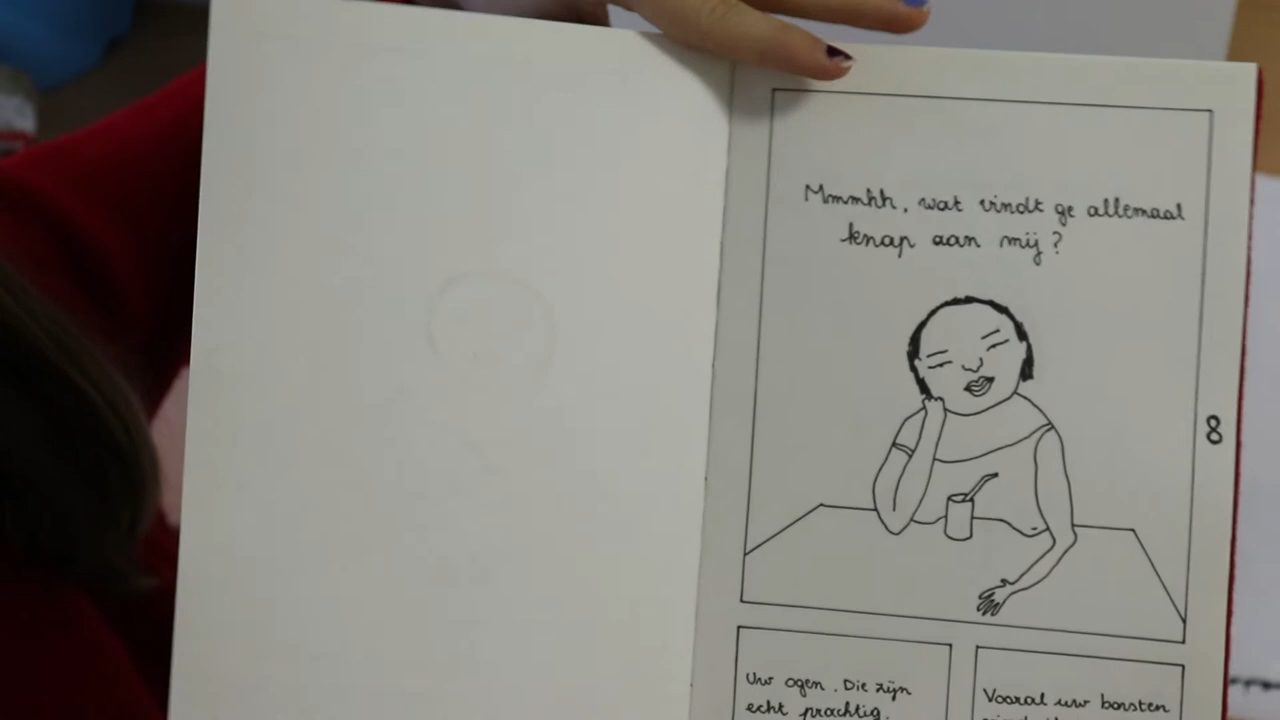 Mmmhh, wat vindt ge allemaal
knap aan mij?
8
Uw ogen. Die zijn
echt prachtig.
Vooral uw borsten